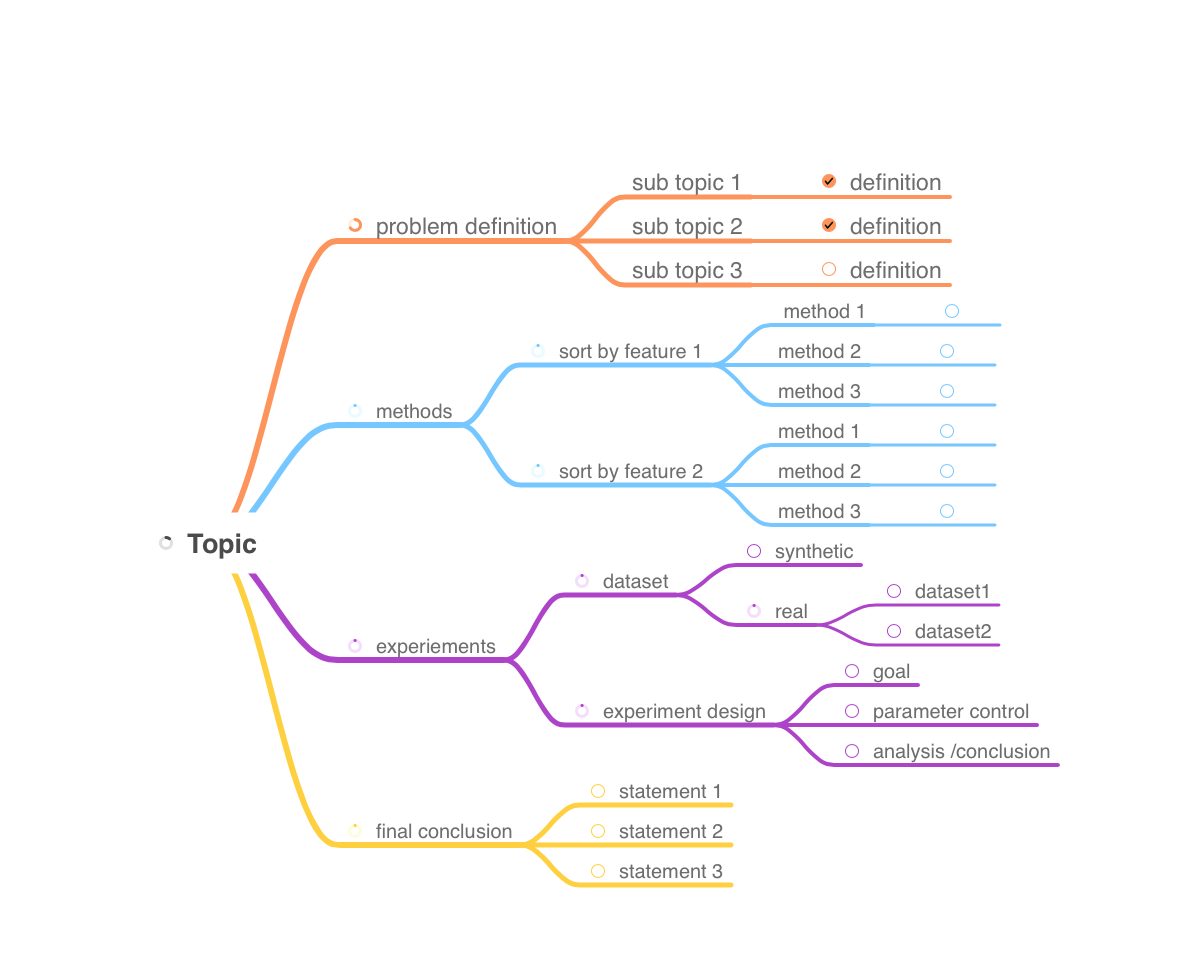 sub topic 1 definition
problem definition sub topic 2 definition
sub topic 3 definition
method 1
sort by feature 1 method 2
method 3
methods
method 1
sort by feature 2 method 2
method 3
Topic
synthetic
dataset
real dataset1
dataset2
experiements
goal
experiment design parameter control
analysis /conclusion
statement 1
final conclusion statement 2
statement 3